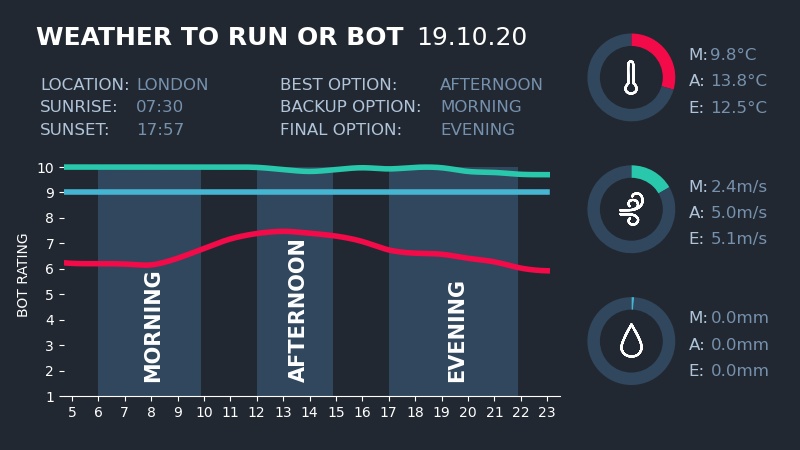 WEATHER TO RUN OR BOT 19.10.20
LOCATION: LONDON BEST OPTION: AFTERNOON
SUNRISE: 07:30 BACKUP OPTION: MORNING
SUNSET: 17:57 FINAL OPTION: EVENING
M: 9.8°C
A: 13.8°C
E: 12.5°C
M: 2.4m/s
A: 5.0m/s
E: 5.1m/s
M: 0.0mm
A: 0.0mm
E: 0.0mm
BOT RATING
10
9
8
7
6
5
4
3
2
1
MORNING
AFTERNOON
EVENING
5 6 7 8 9 10 11 12 13 14 15 16 17 18 19 20 21 22 23